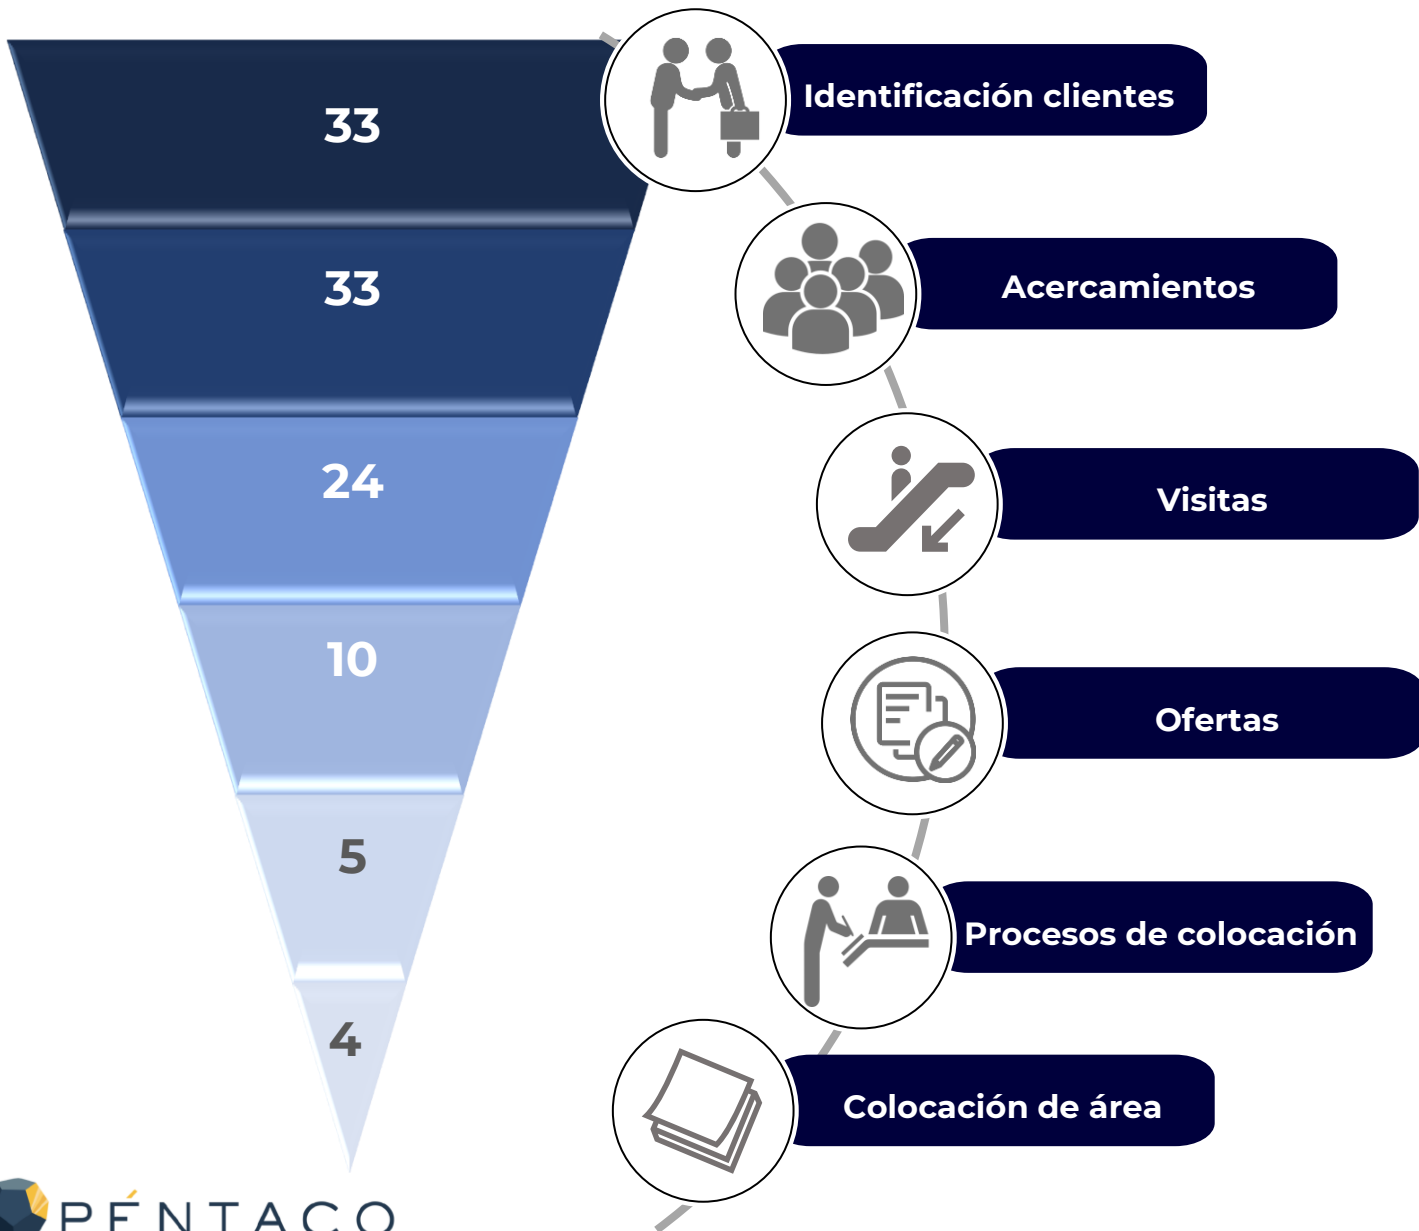 33
Identificación clientes
33
Acercamientos
24
Visitas
10
Ofertas
5
Procesos de colocación
4
Colocación de área
PÉNTACO